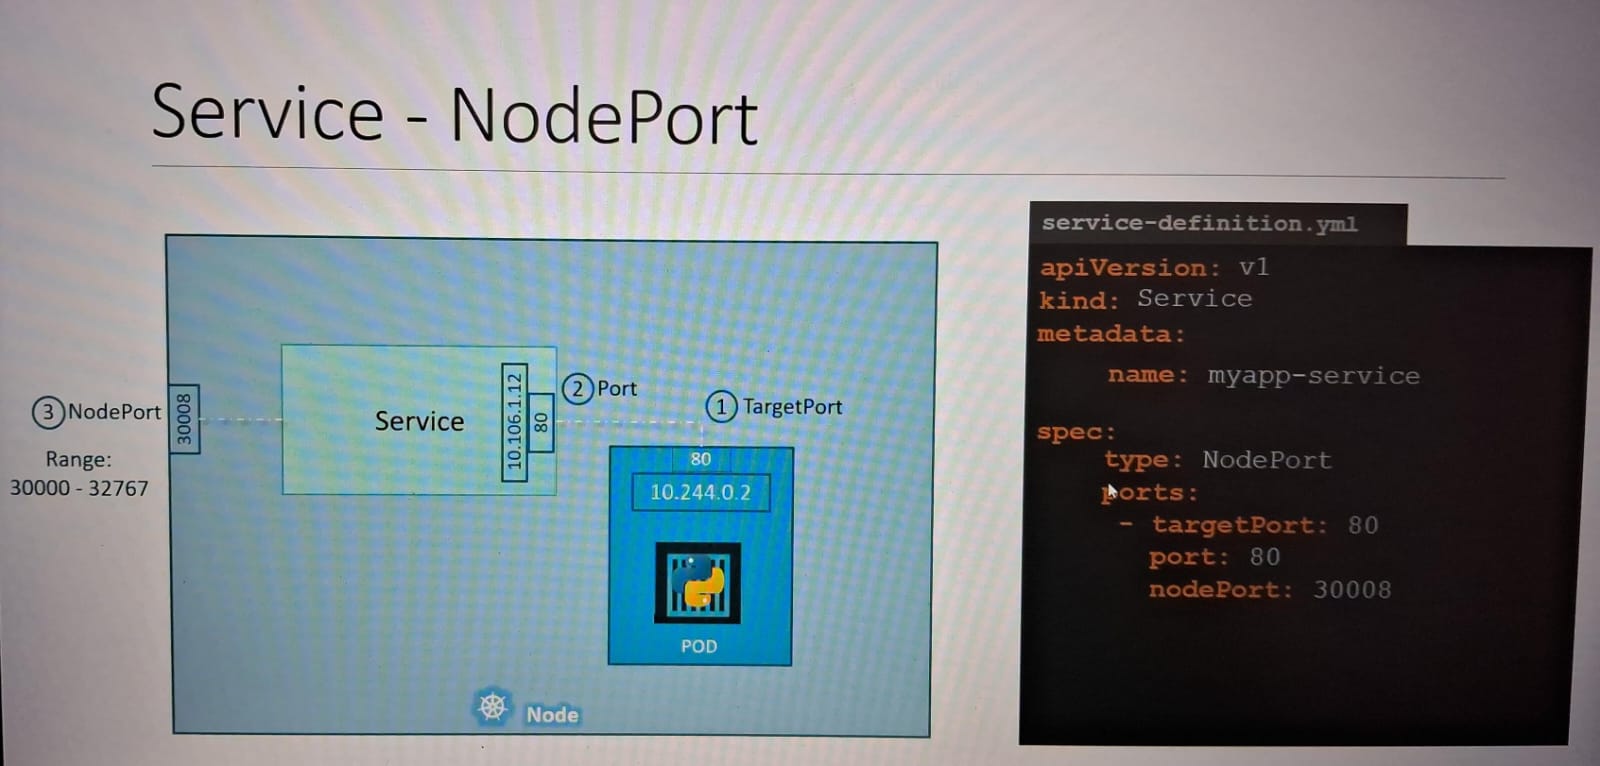 Service - NodePort
service-definition.yml
apiVersion: v1
kind: Service
metadata:
name: myapp-service
spec:
type: NodePort
ports:
- targetPort: 80
port: 80
nodePort: 30008
3 NodePort
Range:
30000 - 32767
30008
Service
10.106.1.12
80
2 Port
1 TargetPort
80
10.244.0.2
POD
Node